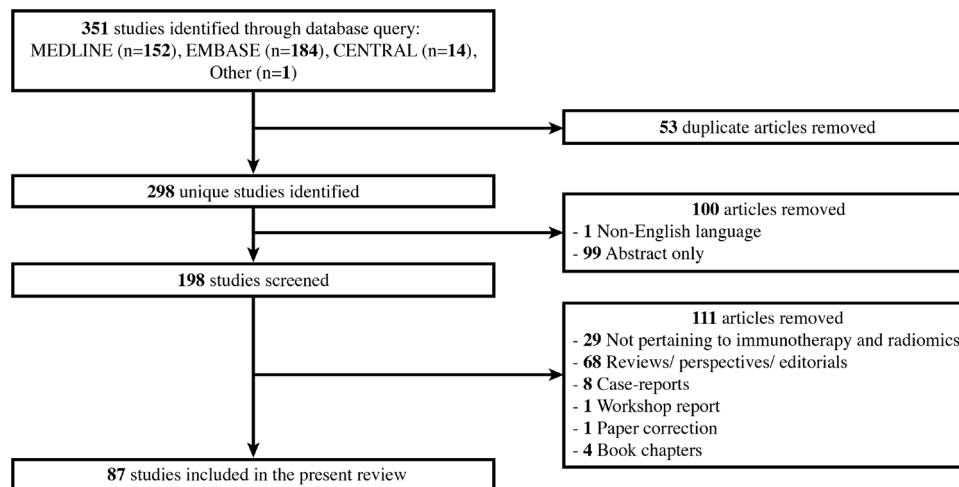 351 studies identified through database query:
MEDLINE (n=152), EMBASE (n=184), CENTRAL (n=14),
Other (n=1)
53 duplicate articles removed
298 unique studies identified
100 articles removed
- 1 Non-English language
- 99 Abstract only
198 studies screened
111 articles removed
- 29 Not pertaining to immunotherapy and radiomics
- 68 Reviews/ perspectives/ editorials
- 8 Case-reports
- 1 Workshop report
- 1 Paper correction
- 4 Book chapters
87 studies included in the present review